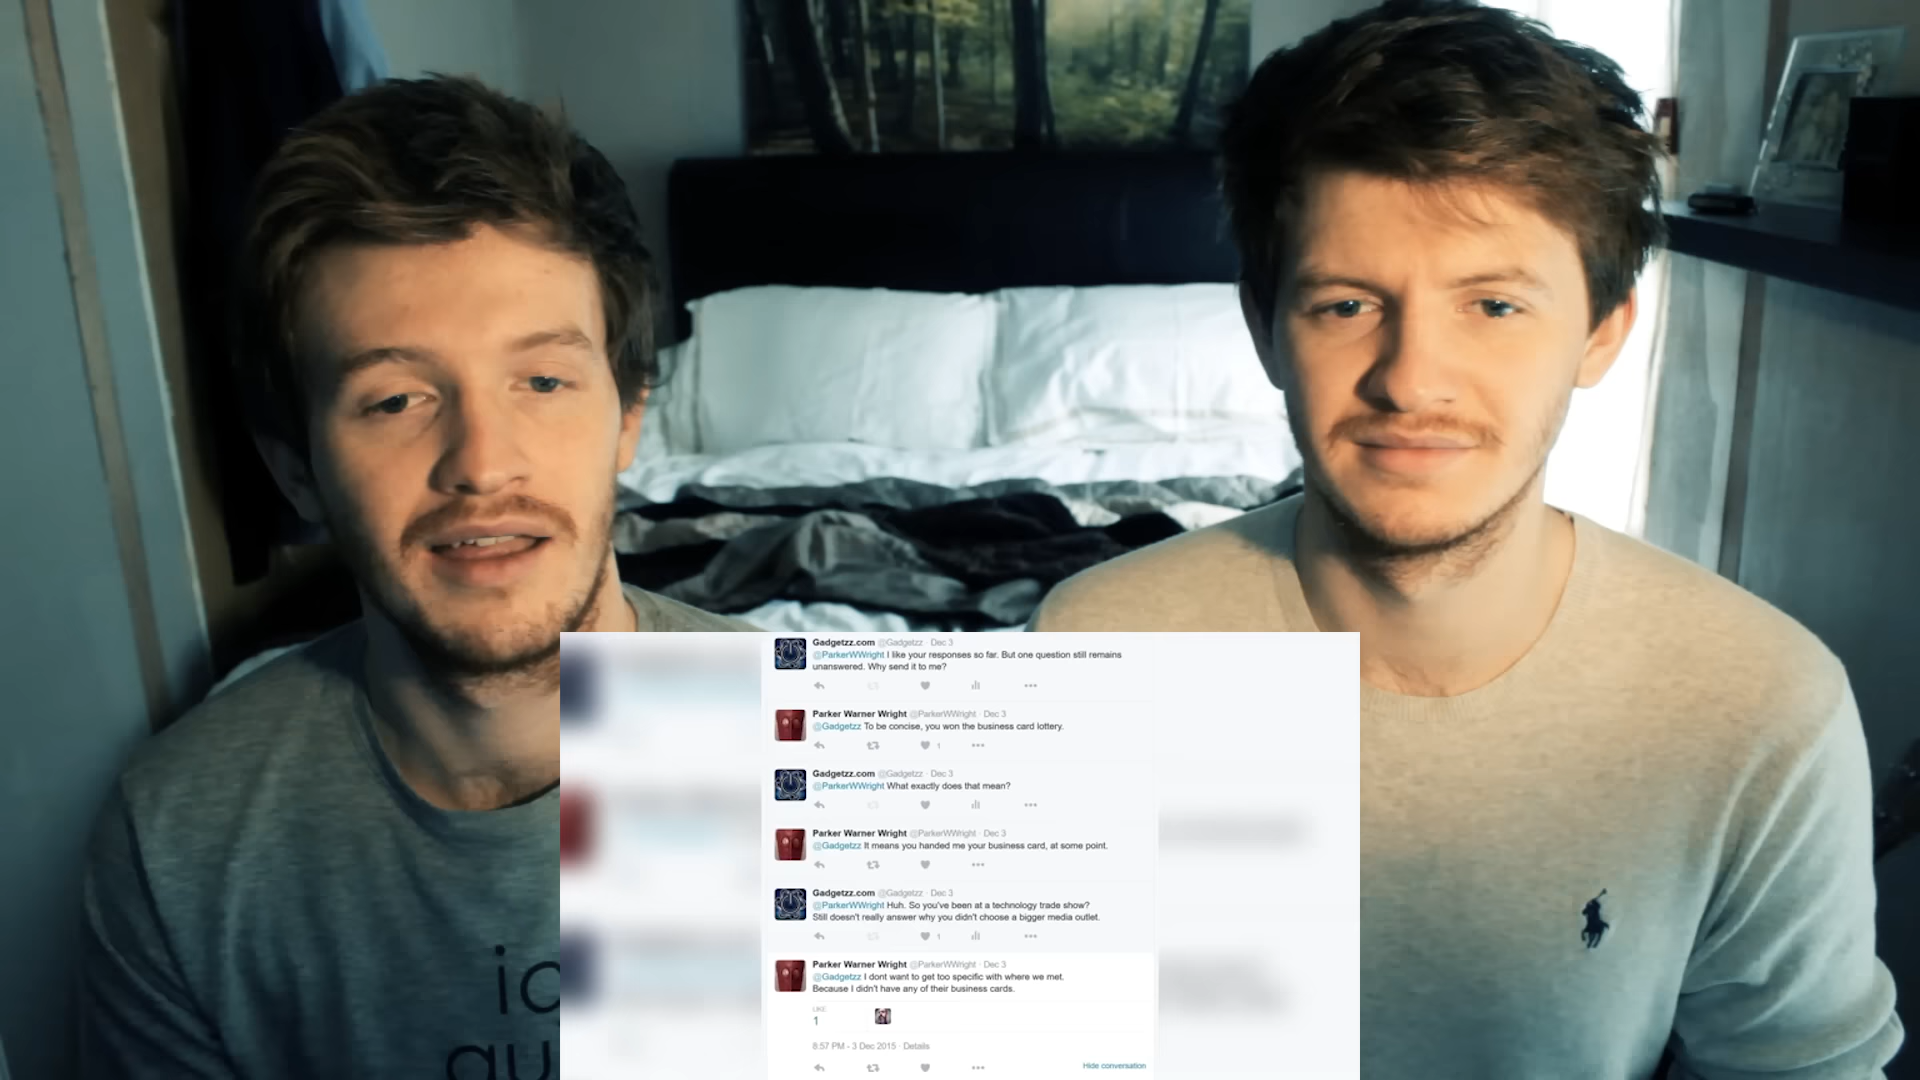 Gadgetzz.com @Gadgetzz · Dec 3
@ParkerWWright I like your responses so far. But one question still remains
unanswered. Why send it to me?
Parker Warner Wright @ParkerWWright · Dec 3
@Gadgetzz To be concise, you won the business card lottery.
1
Gadgetzz.com @Gadgetzz · Dec 3
@ParkerWWright What exactly does that mean?
Parker Warner Wright @ParkerWWright · Dec 3
@Gadgetzz It means you handed me your business card, at some point.
Gadgetzz.com @Gadgetzz · Dec 3
@ParkerWWright Huh. So you've been at a technology trade show?
Still doesn't really answer why you didn't choose a bigger media outlet.
1
Parker Warner Wright @ParkerWWright · Dec 3
@Gadgetzz I dont want to get too specific with where we met.
Because I didn't have any of their business cards.
LIKE
1
8:57 PM - 3 Dec 2015 · Details
Hide conversation